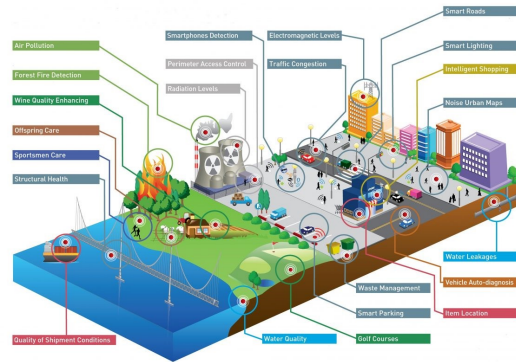 Smart Roads
Smartphones Detection
Electromagnetic Levels
Air Pollution
Smart Lighting
Perimeter Access Control
Traffic Congestion
Intelligent Shopping
Forest Fire Detection
Radiation Levels
Wine Quality Enhancing
Noise Urban Maps
Offspring Care
Sportsmen Care
Structural Health
Water Leakages
Waste Management
Vehicle Auto-diagnosis
Smart Parking
Item Location
Quality of Shipment Conditions
Water Quality
Golf Courses